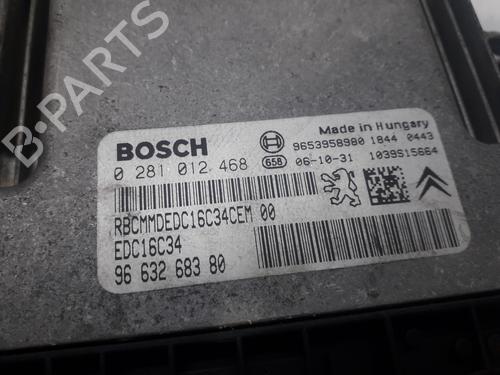 B-PARTS
Made in Hungary
BOSCH 9653958980 1844 0443
0 281 012 468 658 06-10-31 1039S15664
RBCMMDEDC16C34CEM 00
EDC16C34
96 632 683 80